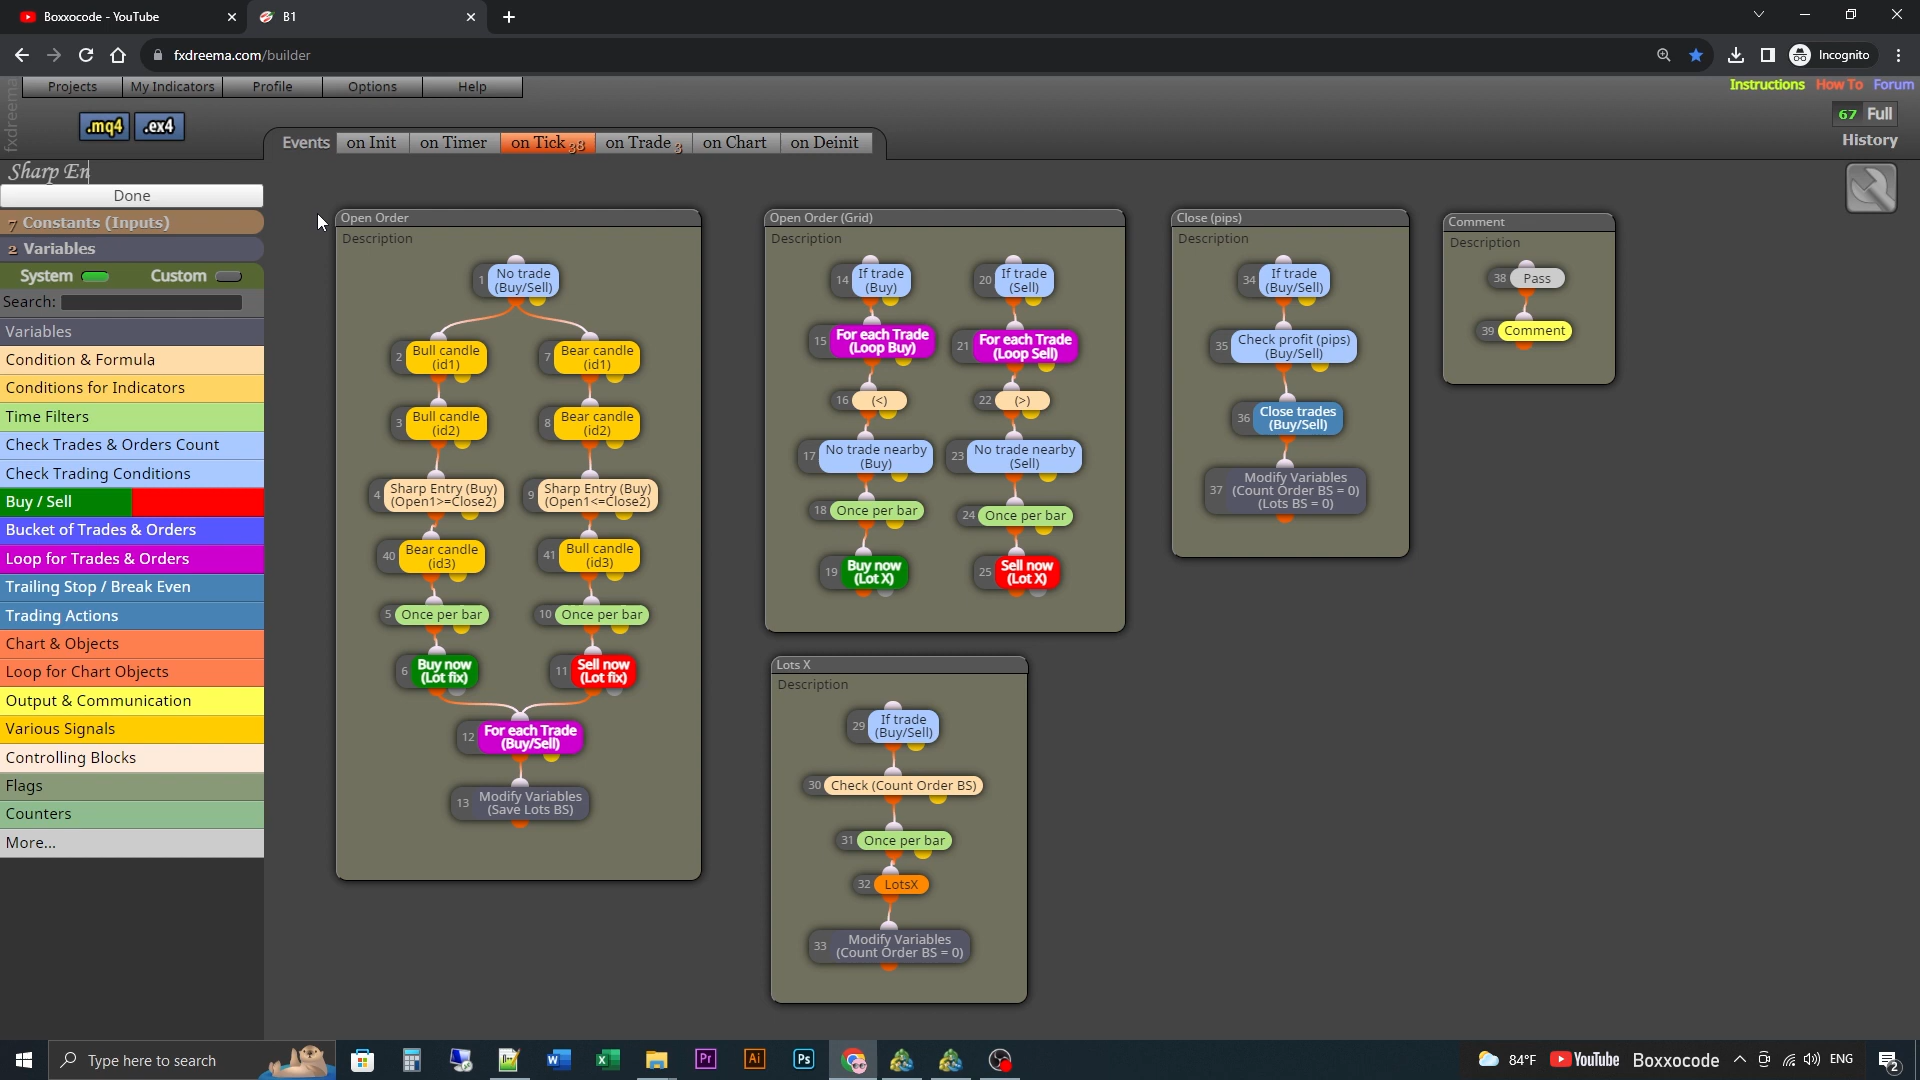 Boxxocode - YouTube
B1
fxdreema.com/builder
Incognito
Projects
My Indicators
Profile
Options
Help
Instructions
How To
Forum
fxdreema
.mq4
.ex4
67 Full
History
Events
on Init
on Timer
on Tick 38
on Trade 3
on Chart
on Deinit
Sharp En
Done
7 Constants (Inputs)
2 Variables
System
Custom
Search:
Variables
Condition & Formula
Conditions for Indicators
Time Filters
Check Trades & Orders Count
Check Trading Conditions
Buy / Sell
Bucket of Trades & Orders
Loop for Trades & Orders
Trailing Stop / Break Even
Trading Actions
Chart & Objects
Loop for Chart Objects
Output & Communication
Various Signals
Controlling Blocks
Flags
Counters
More...
Open Order
Description
1 No trade
(Buy/Sell)
2 Bull candle
(id1)
7 Bear candle
(id1)
3 Bull candle
(id2)
8 Bear candle
(id2)
4 Sharp Entry (Buy)
(Open1>=Close2)
9 Sharp Entry (Buy)
(Open1<=Close2)
40 Bear candle
(id3)
41 Bull candle
(id3)
5 Once per bar
10 Once per bar
6 Buy now
(Lot fix)
11 Sell now
(Lot fix)
12 For each Trade
(Buy/Sell)
13 Modify Variables
(Save Lots BS)
Open Order (Grid)
Description
14 If trade
(Buy)
20 If trade
(Sell)
15 For each Trade
(Loop Buy)
21 For each Trade
(Loop Sell)
16 (<)
22 (>)
17 No trade nearby
(Buy)
23 No trade nearby
(Sell)
18 Once per bar
24 Once per bar
19 Buy now
(Lot X)
25 Sell now
(Lot X)
Lots X
Description
29 If trade
(Buy/Sell)
30 Check (Count Order BS)
31 Once per bar
32 LotsX
33 Modify Variables
(Count Order BS = 0)
Close (pips)
Description
34 If trade
(Buy/Sell)
35 Check profit (pips)
(Buy/Sell)
36 Close trades
(Buy/Sell)
37 Modify Variables
(Count Order BS = 0)
(Lots BS = 0)
Comment
Description
38 Pass
39 Comment
Type here to search
Pr
Ai
Ps
84°F
YouTube
Boxxocode
ENG
2